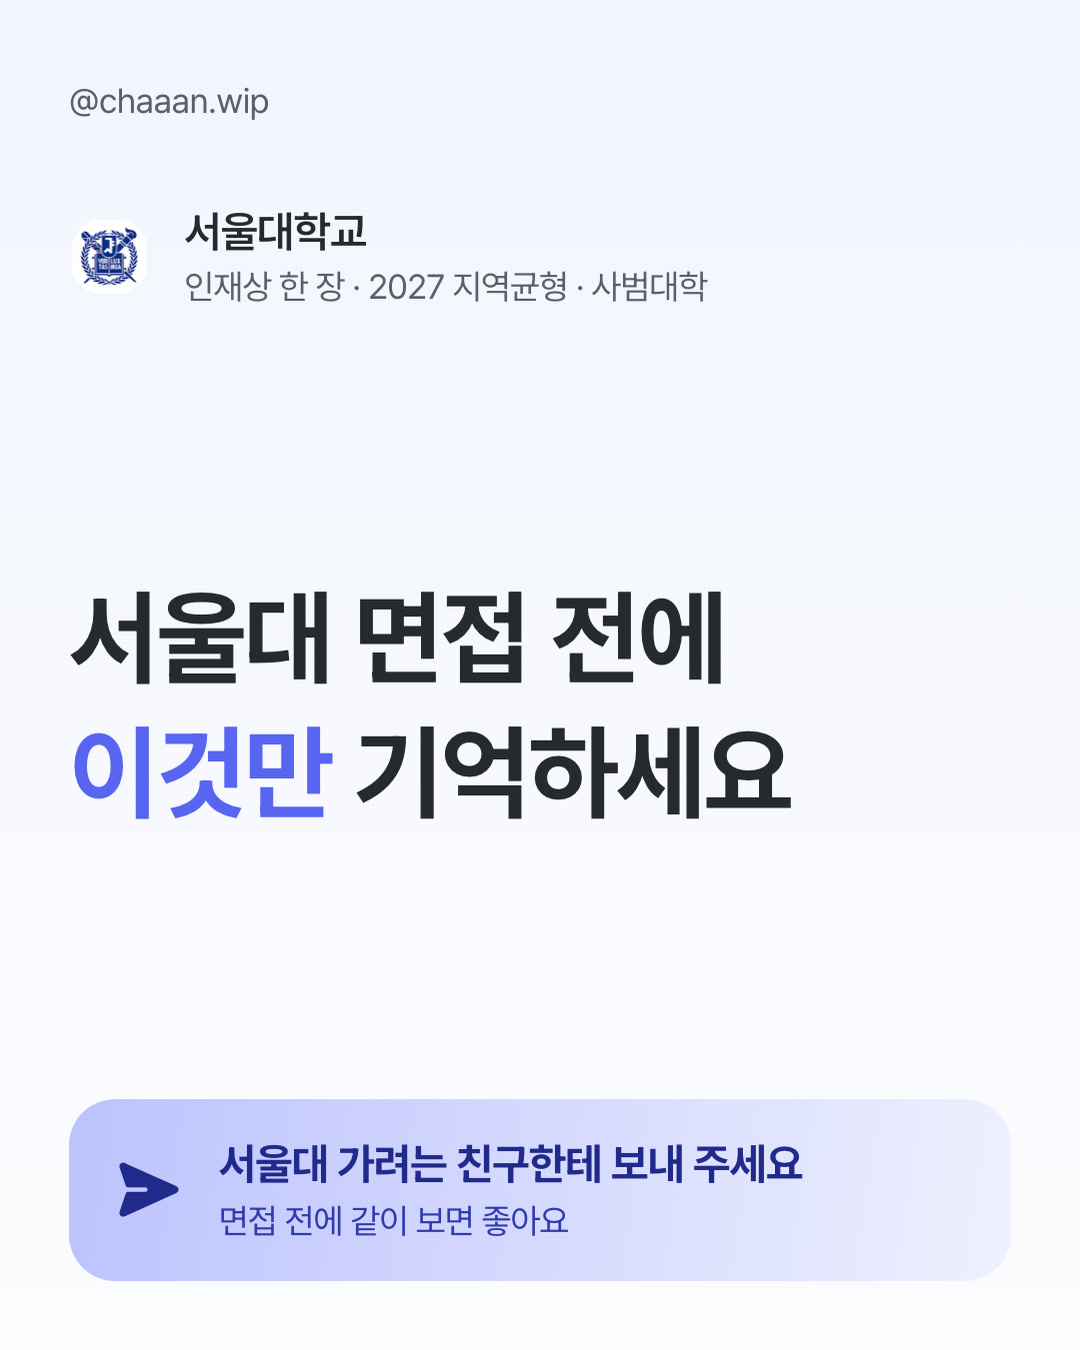 @chaaan.wip
서울대학교
인재상 한 장 · 2027 지역균형 · 사범대학
서울대 면접 전에
이것만 기억하세요
서울대 가려는 친구한테 보내 주세요
면접 전에 같이 보면 좋아요